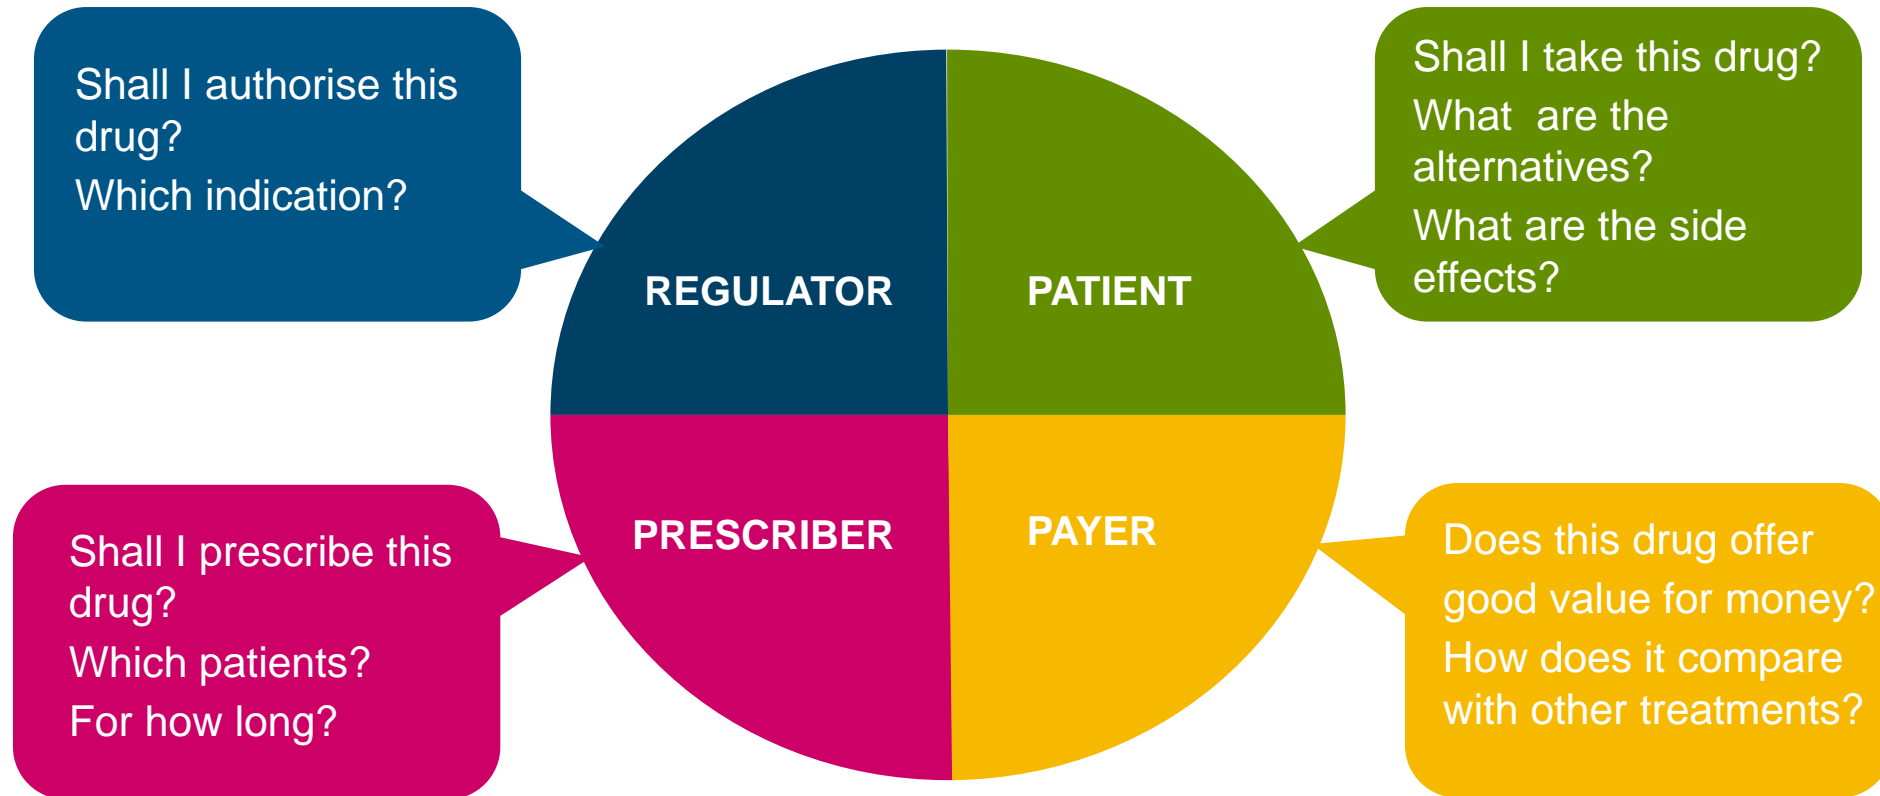 Shall I authorise this
drug?
Which indication?
Shall I take this drug?
What  are the
alternatives?
What are the side
effects?
REGULATOR
PATIENT
PRESCRIBER
PAYER
Shall I prescribe this
drug?
Which patients?
For how long?
Does this drug offer
good value for money?
How does it compare
with other treatments?